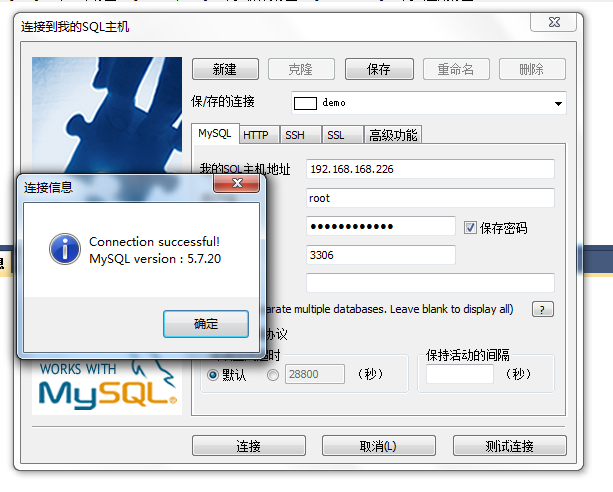 连接到我的SQL主机
新建
克隆
保存
重命名
删除
保/存的连接
demo
MySQL
HTTP
SSH
SSL
高级功能
我的SQL主机地址
192.168.168.226
root
●●●●●●●●●●●●
保存密码
3306
arate multiple databases. Leave blank to display all)
?
协议
时
默认
28800
(秒)
保持活动的间隔
(秒)
连接信息
Connection successful!
MySQL version : 5.7.20
确定
WORKS WITH
MySQL
连接
取消(L)
测试连接